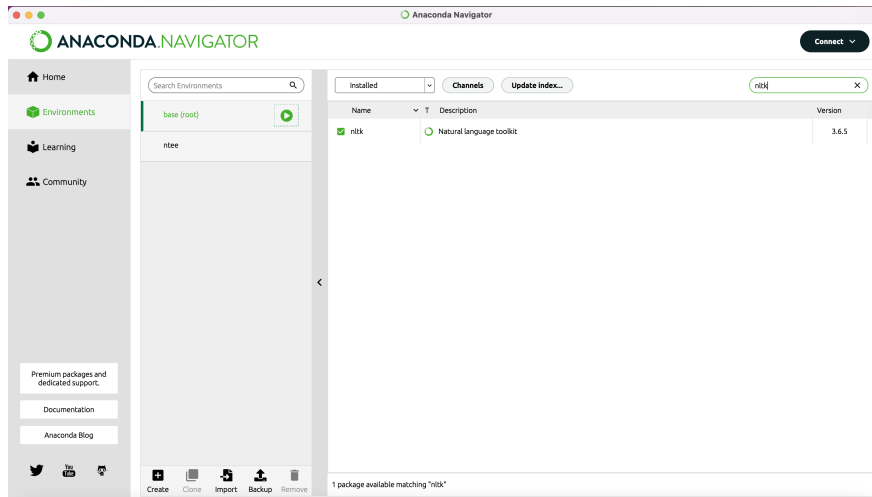 Anaconda Navigator
ANACONDA.NAVIGATOR
Connect
Home
Environments
Learning
Community
Premium packages and
dedicated support.
Documentation
Anaconda Blog
You
Tube
Search Environments
base (root)
ntee
Create Clone Import Backup Remove
Installed Channels Update index... nltk
Name T Description Version
nltk Natural language toolkit 3.6.5
1 package available matching "nltk"